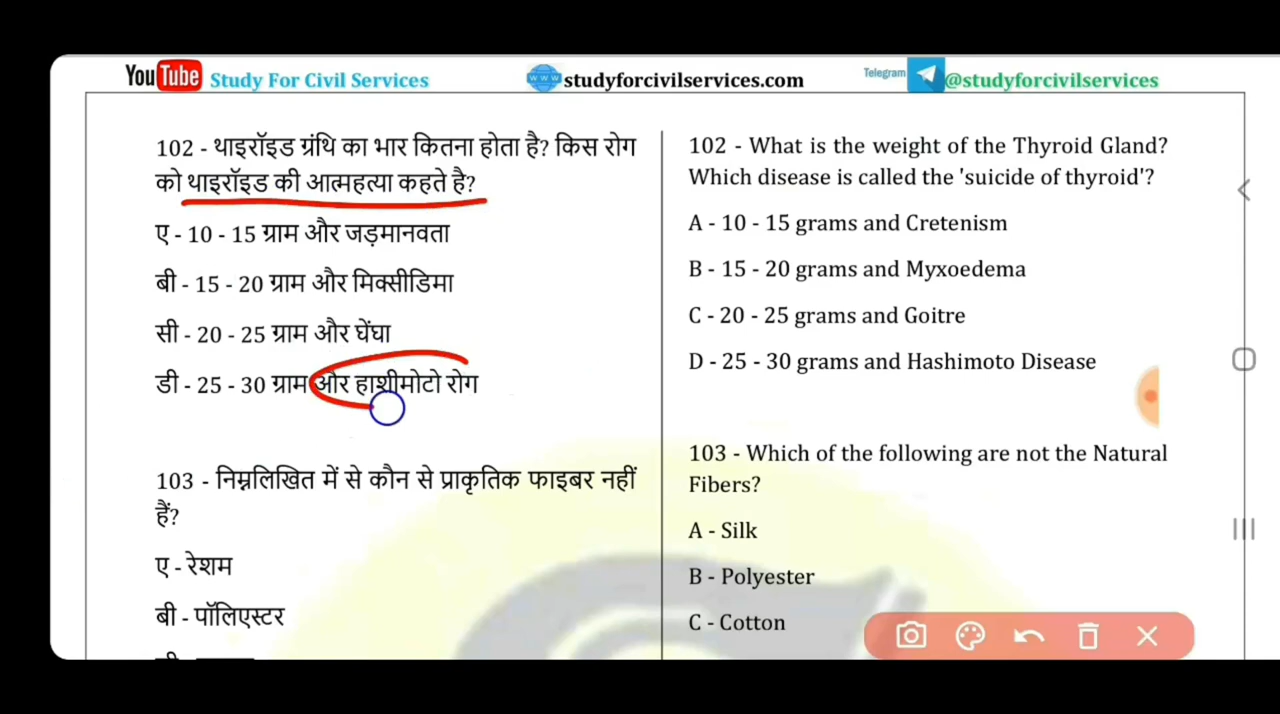 YouTube Study For Civil Services
www studyforcivilservices.com
Telegram @studyforcivilservices
102 - थाइरॉइड ग्रंथि का भार कितना होता है? किस रोग
को थाइरॉइड की आत्महत्या कहते है?
ए - 10 - 15 ग्राम और जड़मानवता
बी - 15 - 20 ग्राम और मिक्सीडिमा
सी - 20 - 25 ग्राम और घेंघा
डी - 25 - 30 ग्राम और हाशीमोटो रोग
103 - निम्नलिखित में से कौन से प्राकृतिक फाइबर नहीं
हैं?
ए - रेशम
बी - पॉलिएस्टर
102 - What is the weight of the Thyroid Gland?
Which disease is called the 'suicide of thyroid'?
A - 10 - 15 grams and Cretenism
B - 15 - 20 grams and Myxoedema
C - 20 - 25 grams and Goitre
D - 25 - 30 grams and Hashimoto Disease
103 - Which of the following are not the Natural
Fibers?
A - Silk
B - Polyester
C - Cotton